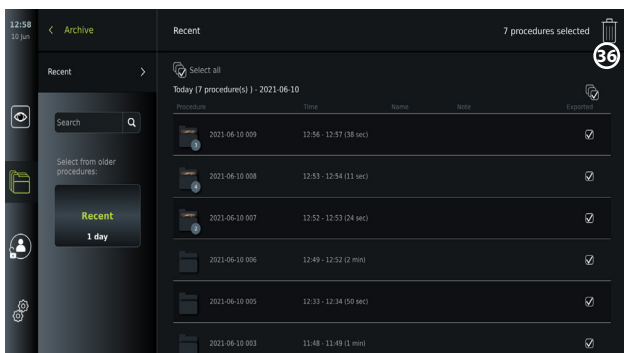 12:58
10 Jun
Archive
Recent
7 procedures selected
36
Recent
Select all
Today (7 procedure(s) ) - 2021-06-10
Procedure Time Name Note Exported
Search
Select from older
procedures:
Recent
1 day
3 2021-06-10 009 12:56 - 12:57 (38 sec)
4 2021-06-10 008 12:53 - 12:54 (11 sec)
2 2021-06-10 007 12:52 - 12:53 (24 sec)
2021-06-10 006 12:49 - 12:52 (2 min)
2021-06-10 005 12:33 - 12:34 (50 sec)
2021-06-10 003 11:48 - 11:49 (1 min)